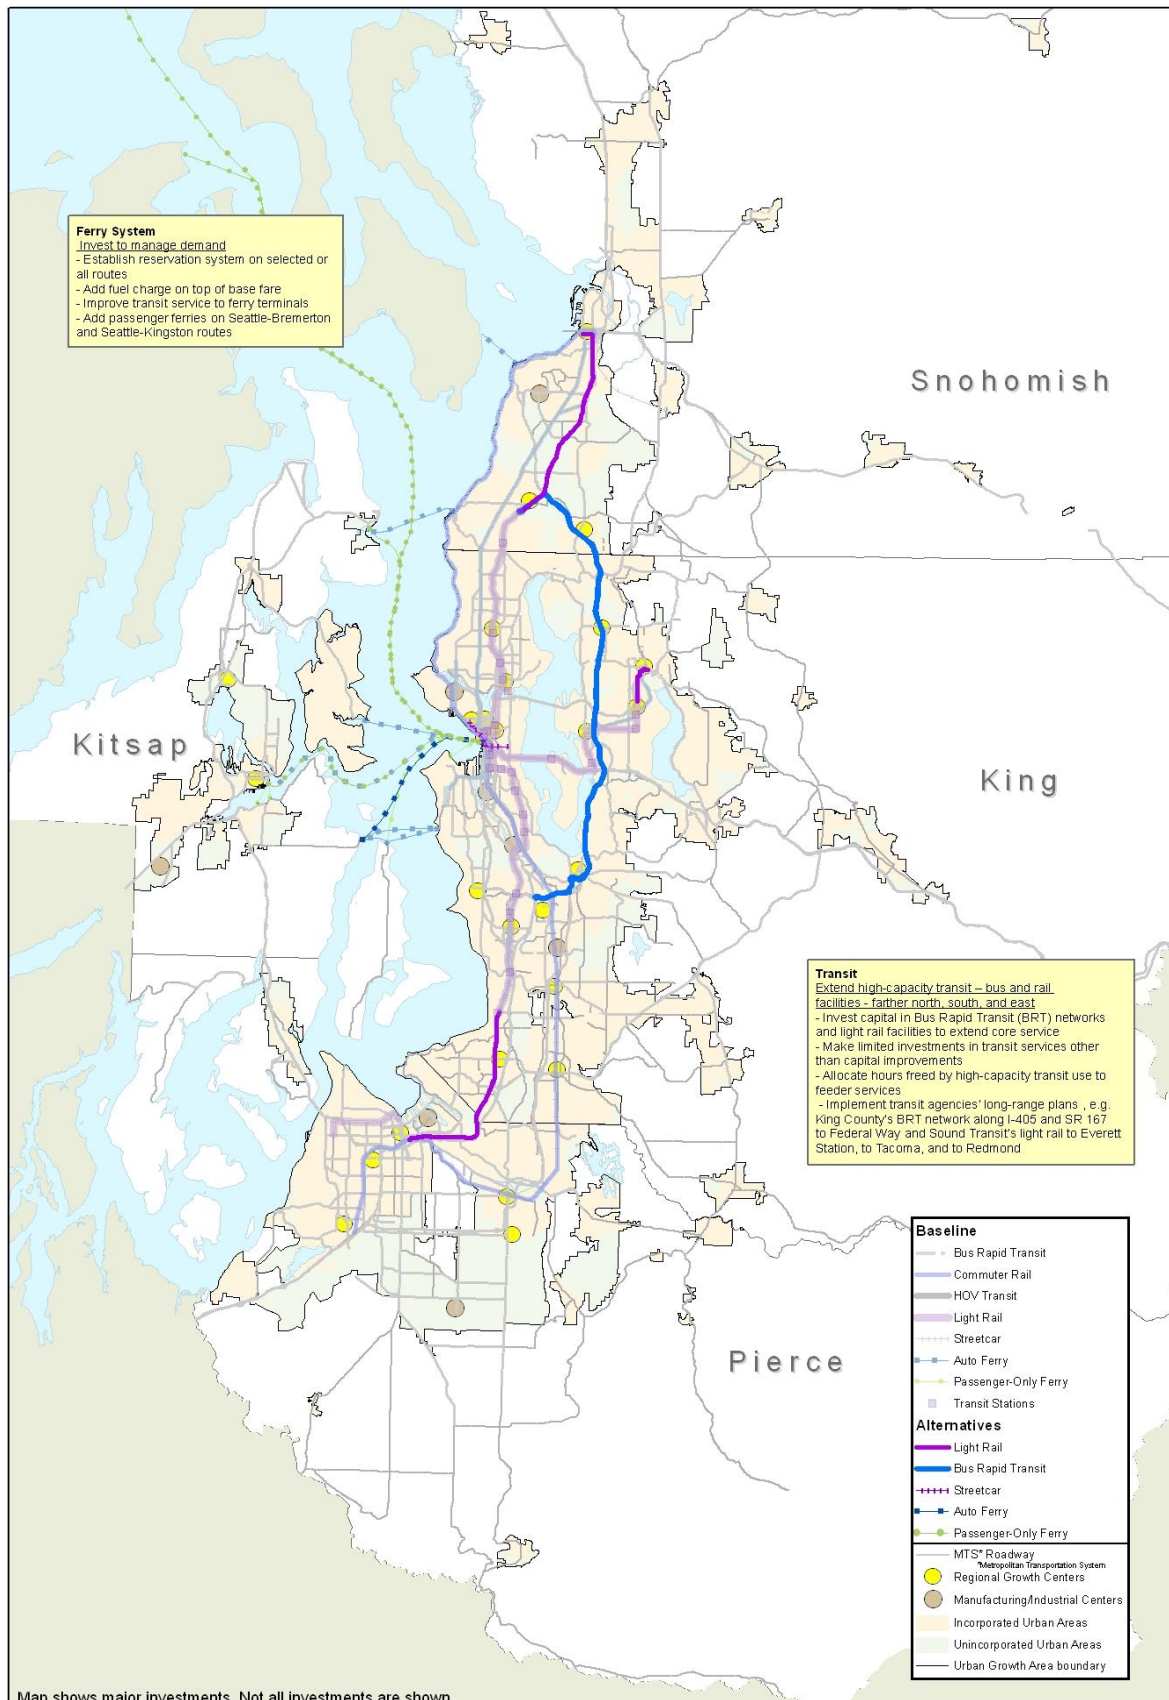 Ferry System
Invest to manage demand
- Establish reservation system on selected or
all routes
- Add fuel charge on top of base fare
- Improve transit service to ferry terminals
- Add passenger ferries on Seattle-Bremerton
and Seattle-Kingston routes
Snohomish
Kitsap
King
Transit
Extend high-capacity transit – bus and rail
facilities - farther north, south, and east
- Invest capital in Bus Rapid Transit (BRT) networks
and light rail facilities to extend core service
- Make limited investments in transit services other
than capital improvements
- Allocate hours freed by high-capacity transit use to
feeder services
- Implement transit agencies' long-range plans , e.g.
King County's BRT network along I-405 and SR 167
to Federal Way and Sound Transit's light rail to Everett
Station, to Tacoma, and to Redmond
Pierce
Baseline
Bus Rapid Transit
Commuter Rail
HOV Transit
Light Rail
Streetcar
Auto Ferry
Passenger-Only Ferry
Transit Stations
Alternatives
Light Rail
Bus Rapid Transit
Streetcar
Auto Ferry
Passenger-Only Ferry
MTS* Roadway
*Metropolitan Transportation System
Regional Growth Centers
Manufacturing/Industrial Centers
Incorporated Urban Areas
Unincorporated Urban Areas
Urban Growth Area boundary
Map shows major investments. Not all investments are shown